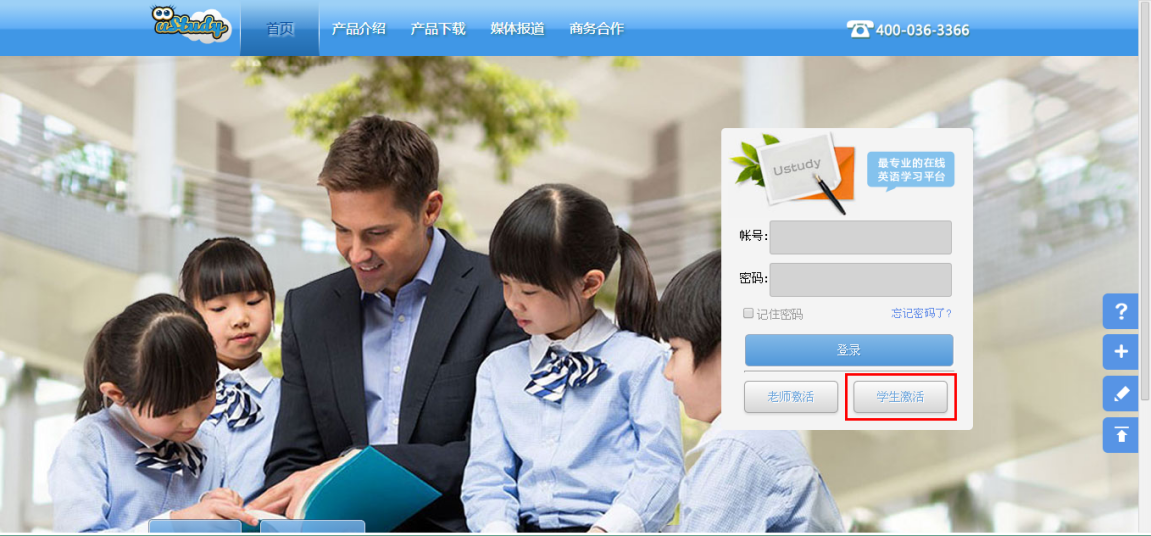 uStudy
首页
产品介绍
产品下载
媒体报道
商务合作
400-036-3366
Ustudy
最专业的在线
英语学习平台
帐号:
密码:
记住密码
忘记密码了?
登录
老师激活
学生激活